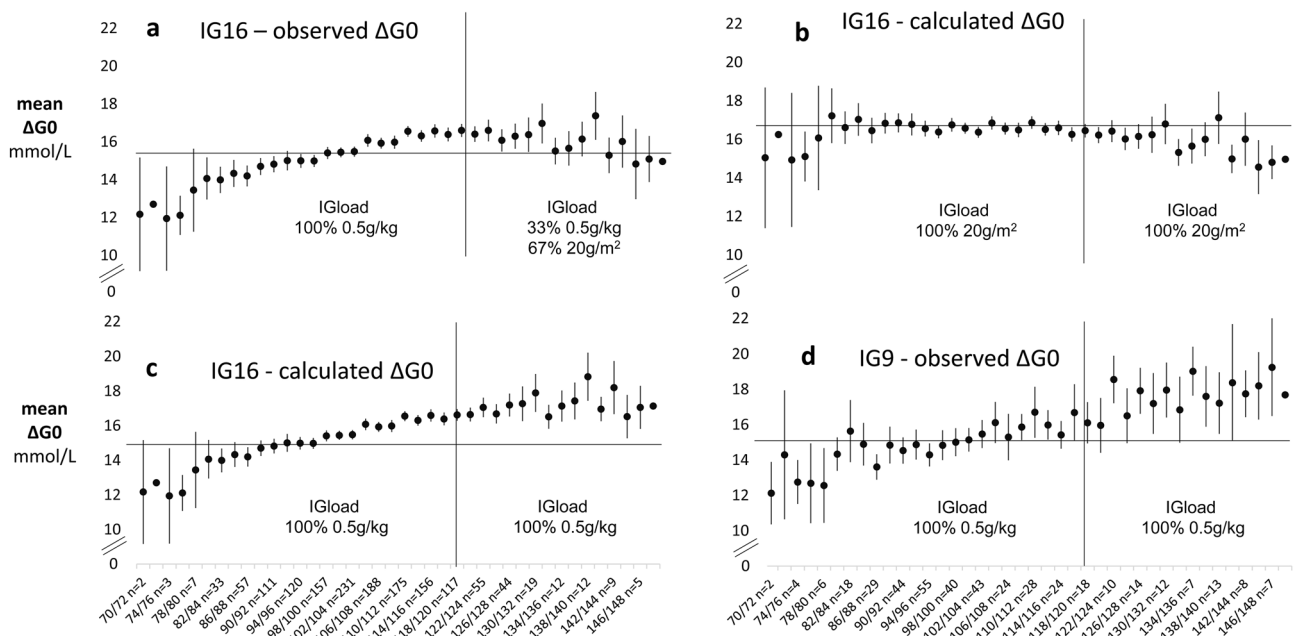 a
IG16 – observed ΔG0
mean
ΔG0
mmol/L
22
20
18
16
14
12
10
0
IGload
100% 0.5g/kg
IGload
33% 0.5g/kg
67% 20g/m²
b
IG16 - calculated ΔG0
22
20
18
16
14
12
10
0
IGload
100% 20g/m²
IGload
100% 20g/m²
c
IG16 - calculated ΔG0
mean
ΔG0
mmol/L
22
20
18
16
14
12
10
0
IGload
100% 0.5g/kg
IGload
100% 0.5g/kg
70/72 n=2
74/76 n=3
78/80 n=7
82/84 n=33
86/88 n=57
90/92 n=111
94/96 n=120
98/100 n=157
102/104 n=231
106/108 n=188
110/112 n=175
114/116 n=156
118/120 n=117
122/124 n=55
126/128 n=44
130/132 n=19
134/136 n=12
138/140 n=12
142/144 n=9
146/148 n=5
d
IG9 - observed ΔG0
22
20
18
16
14
12
10
0
IGload
100% 0.5g/kg
IGload
100% 0.5g/kg
70/72 n=2
74/76 n=4
78/80 n=6
82/84 n=18
86/88 n=29
90/92 n=44
94/96 n=55
98/100 n=40
102/104 n=43
106/108 n=24
110/112 n=28
114/116 n=24
118/120 n=18
122/124 n=10
126/128 n=14
130/132 n=12
134/136 n=7
138/140 n=13
142/144 n=8
146/148 n=7